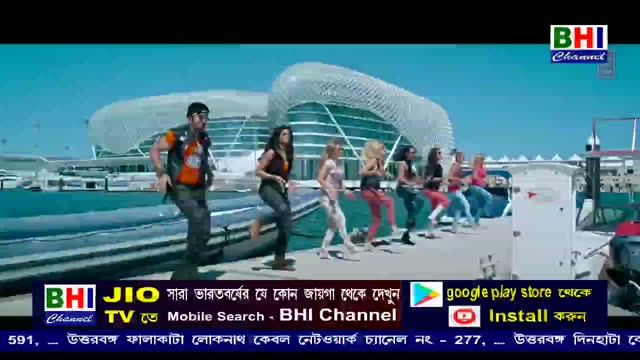 BHI
Channel
BHI
Channel
JIO
TV তে
সারা ভারতবর্ষের যে কোন জায়গা থেকে দেখুন
Mobile Search - BHI Channel
google play store থেকে
Install করুন
591, ... উত্তরবঙ্গ ফালাকাটা লোকনাথ কেবল নেটওয়ার্ক চ্যানেল নং - 277, ... উত্তরবঙ্গ দিনহাটা